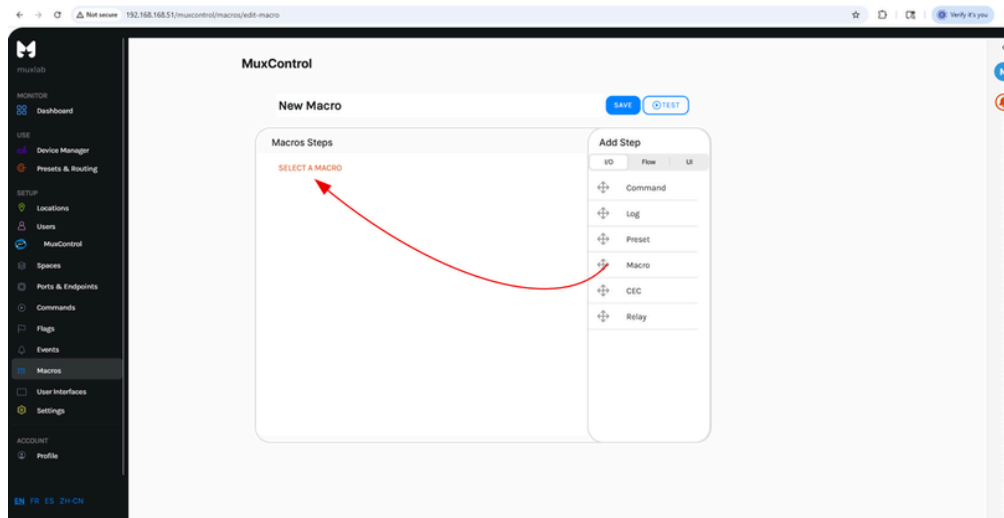 Not secure 192.168.168.51/muxcontrol/macros/edit-macro
Verify it's you
muxlab
MONITOR
Dashboard
USE
Device Manager
Presets & Routing
SETUP
Locations
Users
MuxControl
Spaces
Ports & Endpoints
Commands
Flags
Events
Macros
User Interfaces
Settings
ACCOUNT
Profile
EN FR ES ZH-CN
MuxControl
New Macro
SAVE
TEST
Macros Steps
SELECT A MACRO
Add Step
I/O Flow UI
Command
Log
Preset
Macro
CEC
Relay